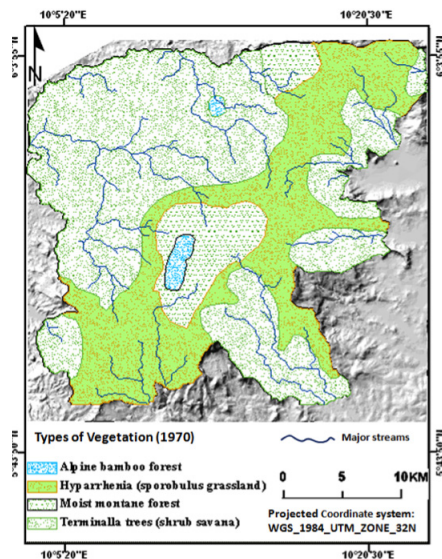 10°5'20"E 10°20'30"E
N
Types of Vegetation (1970)
Major streams
Alpine bamboo forest
Hyparrhenia (sporobulus grassland)
Moist montane forest
Terminalla trees (shrub savana)
0 5 10KM
Projected Coordinate system:
WGS_1984_UTM_ZONE_32N
10°5'20"E 10°20'30"E